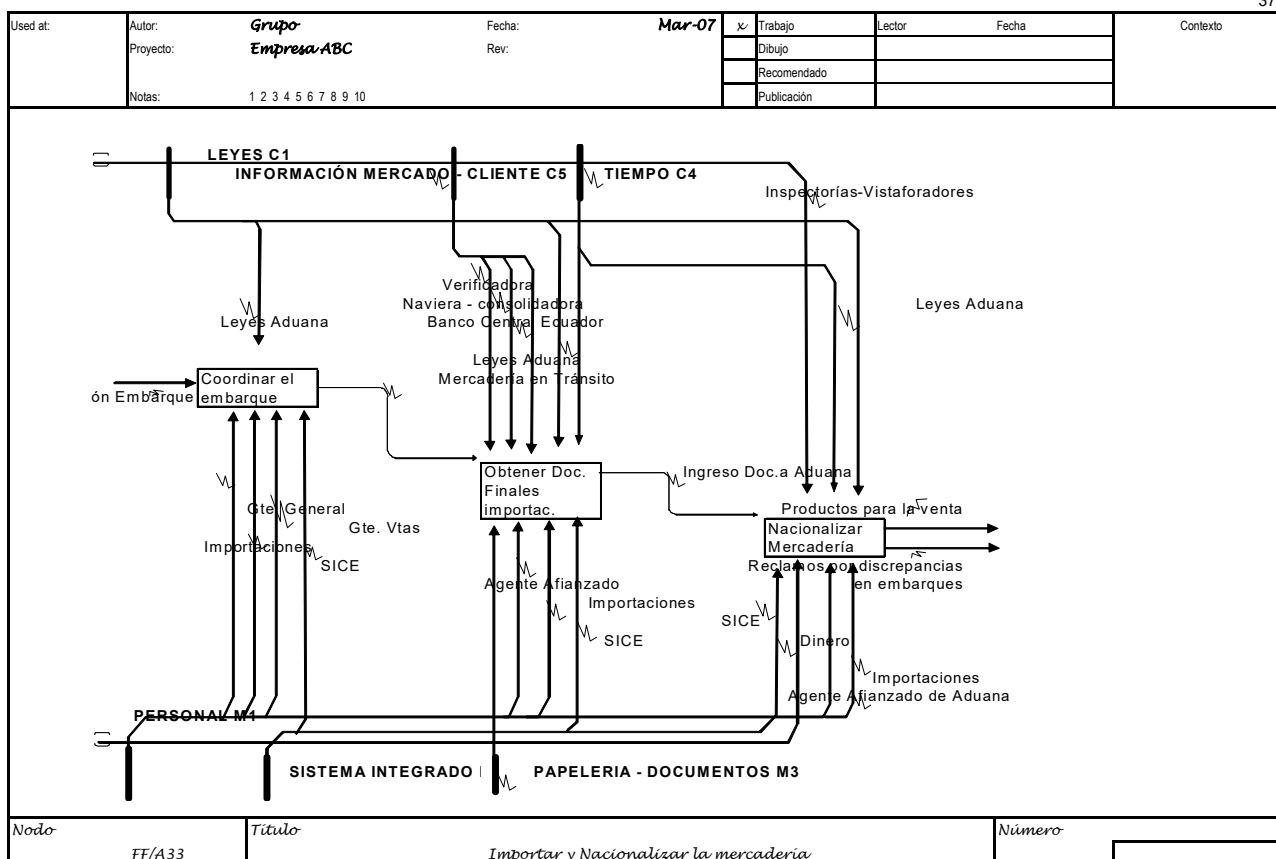 37
Used at:
Autor: Grupo Fecha: Mar-07
x Trabajo Lector Fecha Contexto
Proyecto: Empresa ABC Rev:
Dibujo
Recomendado
Notas: 1 2 3 4 5 6 7 8 9 10
Publicación
LEYES C1
INFORMACIÓN MERCADO - CLIENTE C5
TIEMPO C4
Inspectorías-Vistaforadores
Verificadora
Naviera - consolidadora
Banco Central Ecuador
Leyes Aduana
Leyes Aduana
Leyes Aduana
Mercadería en Tránsito
Coordinar el
embarque
ón Embarque
Obtener Doc.
Finales
importac.
Ingreso Doc.a Aduana
Productos para la venta
Nacionalizar
Mercadería
Reclamos por discrepancias
en embarques
Gte. General
Gte. Vtas
Importaciones
SICE
Agente Afianzado
Importaciones
SICE
SICE
Dinero
Importaciones
Agente Afianzado de Aduana
PERSONAL M1
SISTEMA INTEGRADO
PAPELERIA - DOCUMENTOS M3
Nodo Título Número
FF/A33 Importar y Nacionalizar la mercadería